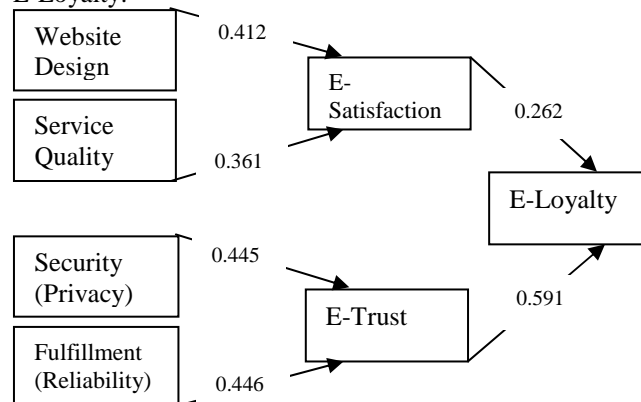 E-Loyalty.
Website
Design
0.412
E-
Satisfaction
0.262
Service
Quality
0.361
E-Loyalty
Security
(Privacy)
0.445
E-Trust
0.591
Fulfillment
(Reliability)
0.446